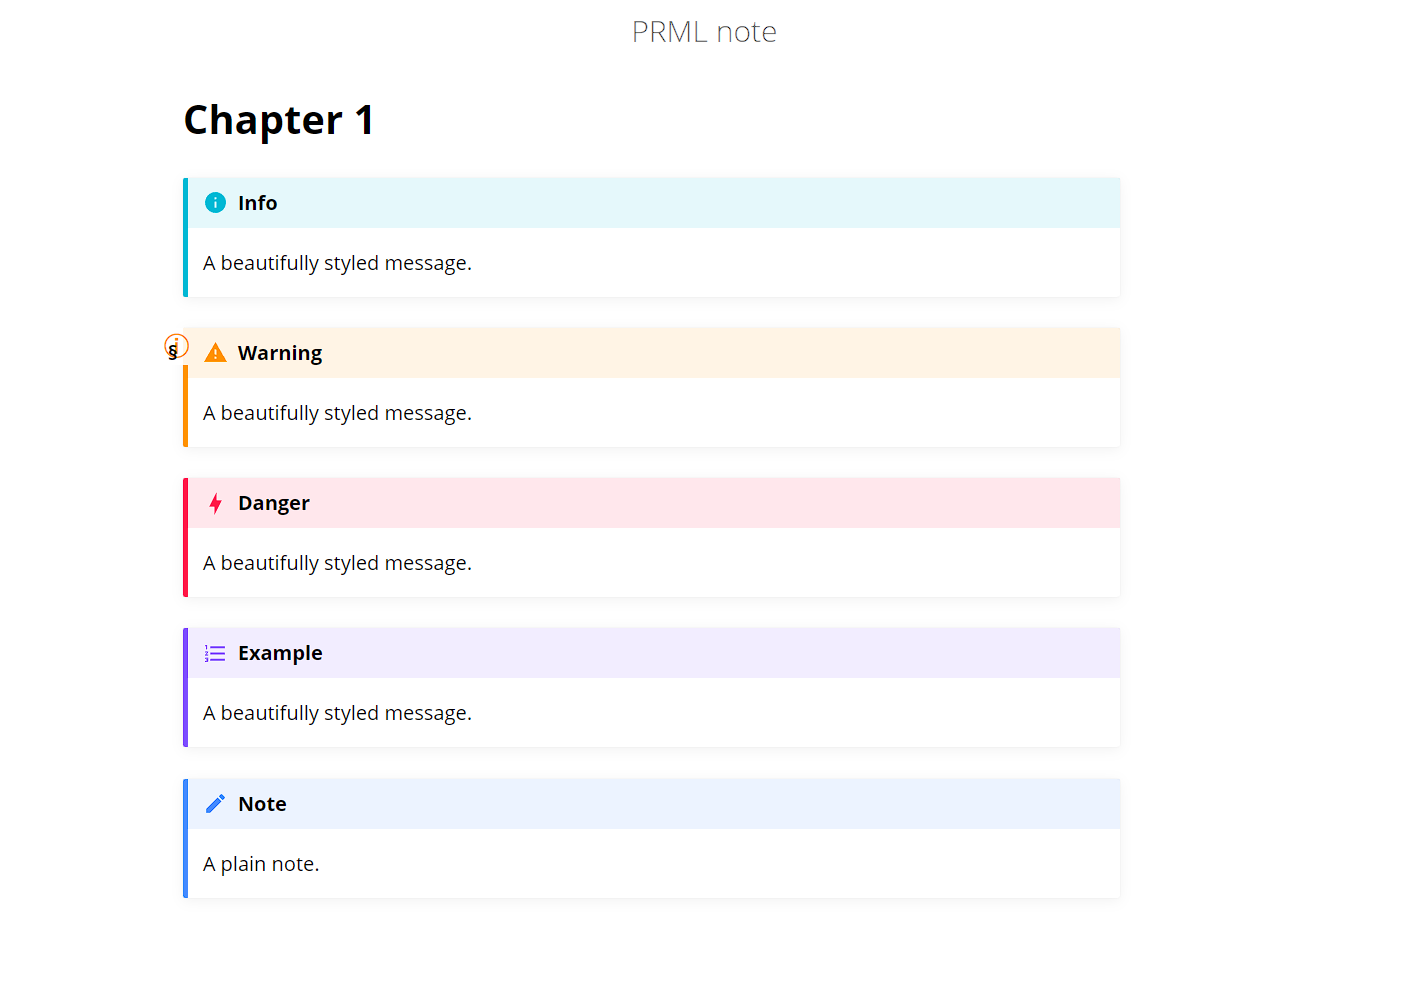 PRML note
Chapter 1
Info
A beautifully styled message.
§
Warning
A beautifully styled message.
Danger
A beautifully styled message.
Example
A beautifully styled message.
Note
A plain note.